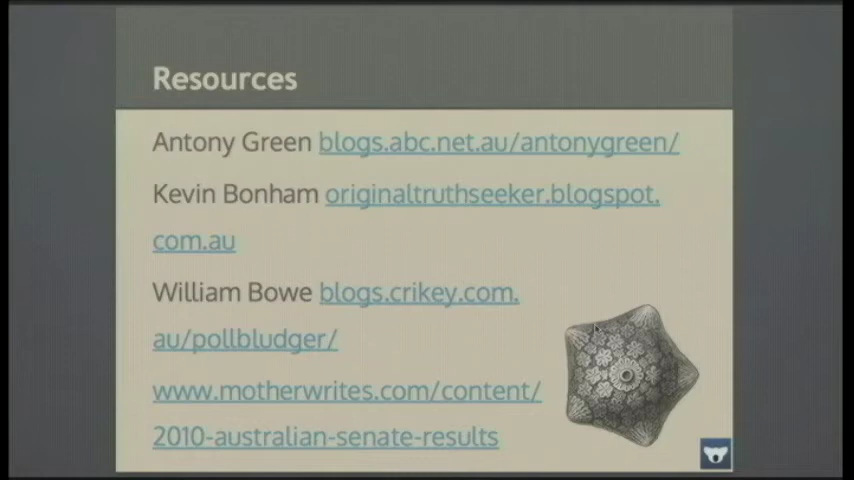 Resources
Antony Green blogs.abc.net.au/antonygreen/
Kevin Bonham originaltruthseeker.blogspot.
com.au
William Bowe blogs.crikey.com.
au/pollbludger/
www.motherwrites.com/content/
2010-australian-senate-results